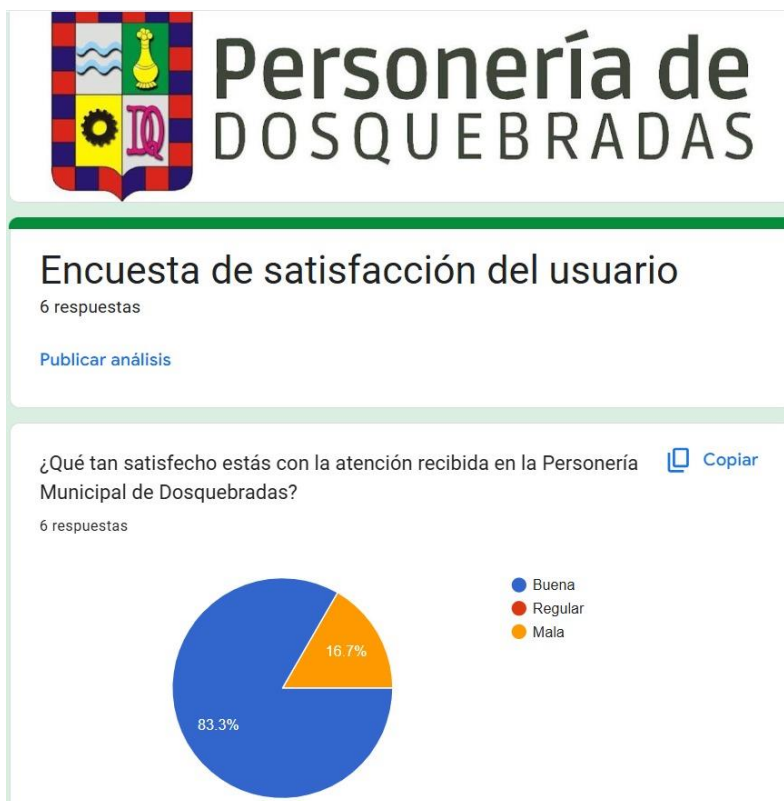 Personería de
DOSQUEBRADAS
DQ
Encuesta de satisfacción del usuario
6 respuestas
Publicar análisis
¿Qué tan satisfecho estás con la atención recibida en la Personería
Municipal de Dosquebradas?
Copiar
6 respuestas
Buena
Regular
Mala
16.7%
83.3%